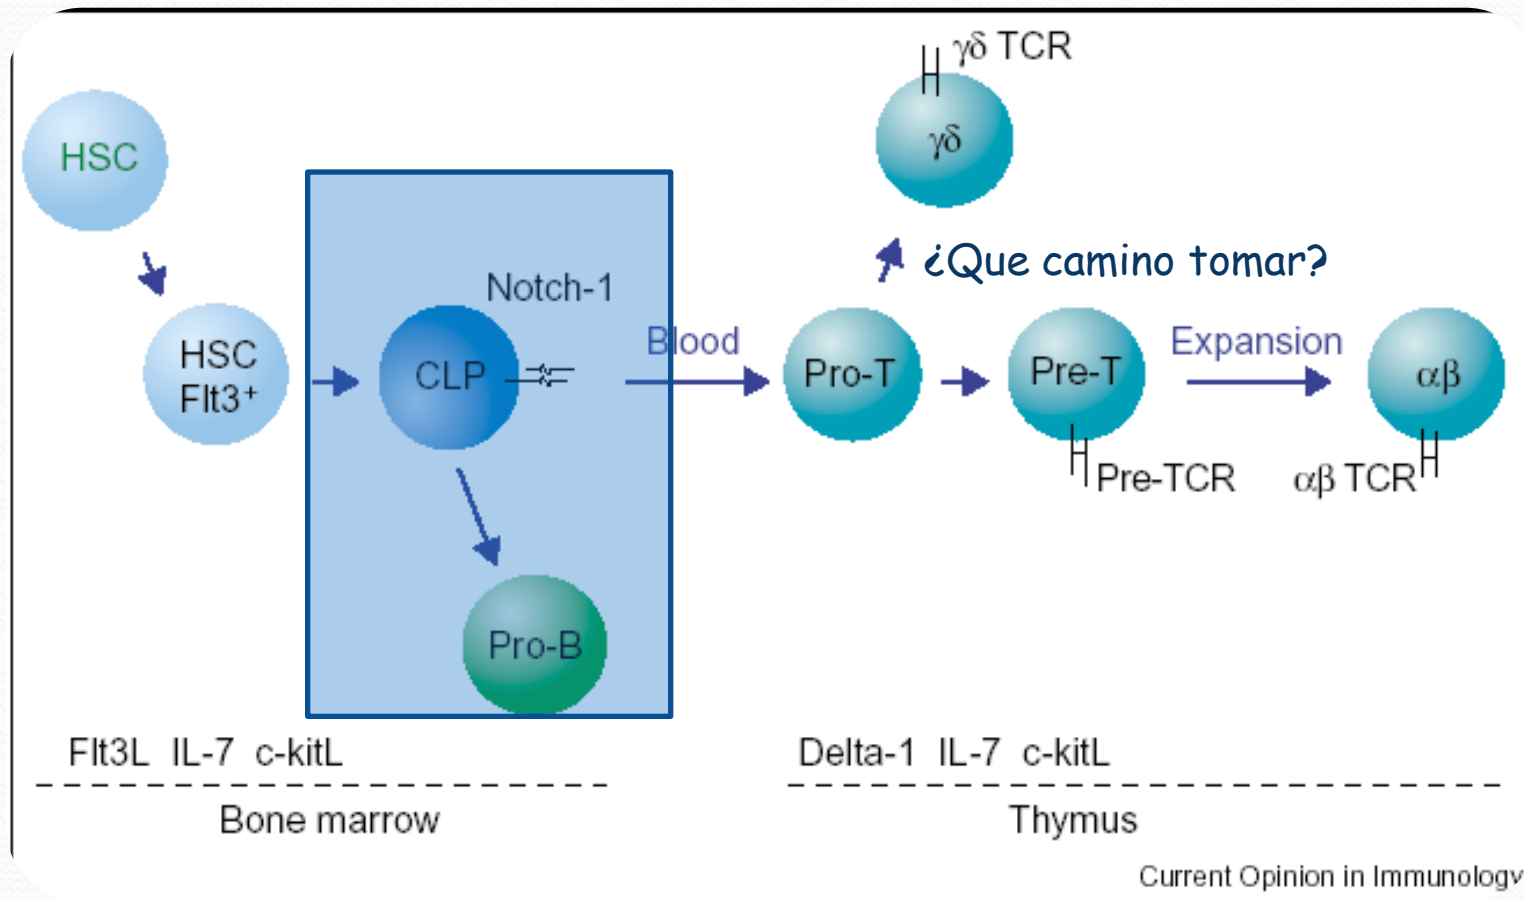 γδ TCR
γδ
HSC
¿Que camino tomar?
Notch-1
HSC
Flt3⁺
CLP
Blood
Pro-T
Pre-T
Expansion
αβ
Pre-TCR
αβ TCR
Pro-B
Flt3L IL-7 c-kitL
Delta-1 IL-7 c-kitL
Bone marrow
Thymus
Current Opinion in Immunology